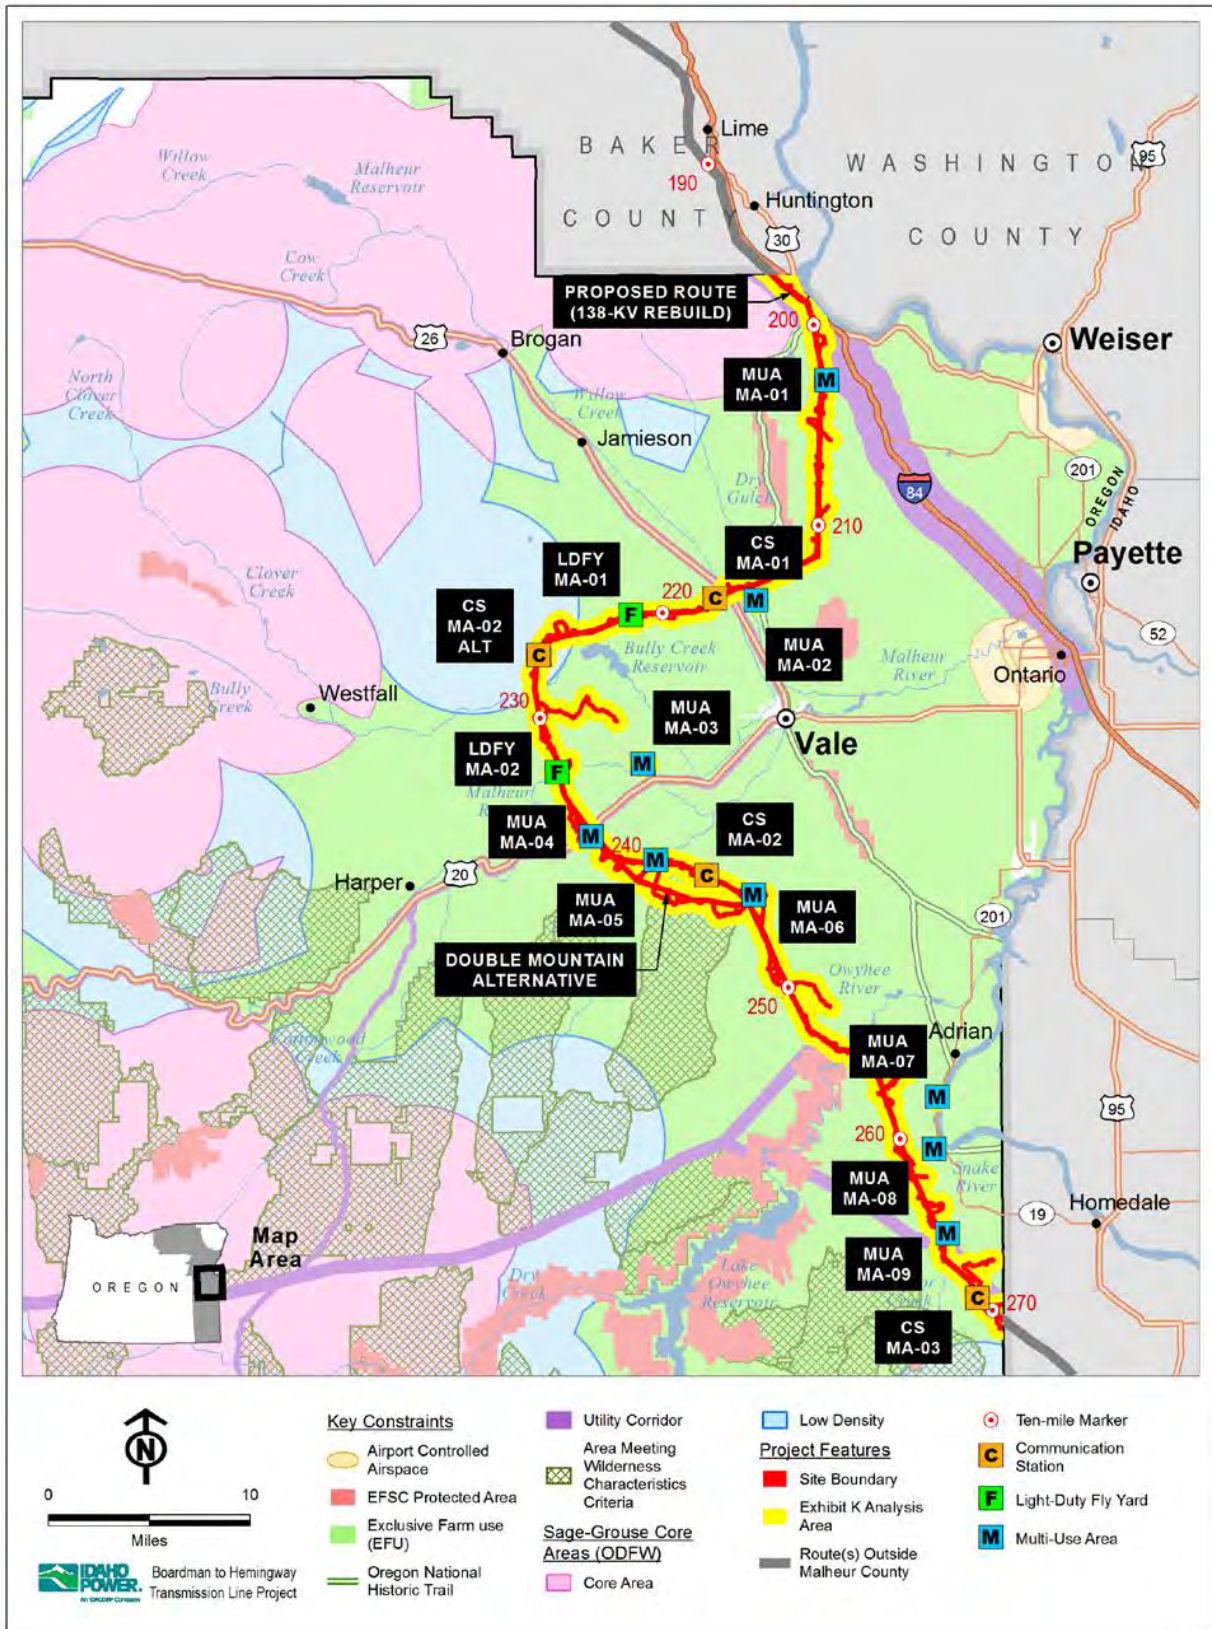 Lime
BAKER
COUNTY
WASHINGTON
COUNTY
95
190
Huntington
30
Willow
Creek
Malheur
Reservoir
Cow
Creek
PROPOSED ROUTE
(138-KV REBUILD)
200
26
Brogan
Weiser
MUA
MA-01
M
North
Clover
Creek
Willow
Creek
Jamieson
201
OREGON
IDAHO
Dry
Gulch
84
210
Payette
CS
MA-01
LDFY
MA-01
Clover
Creek
220
C
M
F
CS
MA-02
ALT
52
C
Bully Creek
Reservoir
MUA
MA-02
Malheur
River
Ontario
Westfall
Bully
Creek
230
MUA
MA-03
Vale
LDFY
MA-02
F
M
Malheur
MUA
MA-04
M
240
CS
MA-02
M
C
Harper
20
M
MUA
MA-05
MUA
MA-06
201
DOUBLE MOUNTAIN
ALTERNATIVE
Owyhee
River
250
Cottonwood
Creek
MUA
MA-07
Adrian
M
95
260
M
Snake
River
MUA
MA-08
Homedale
19
M
Map
Area
OREGON
MUA
MA-09
Dry
Creek
Lake
Owyhee
Reservoir
C
270
CS
MA-03
N
0 10
Miles
IDAHO
POWER.
An IDACORP Company
Boardman to Hemingway
Transmission Line Project
Key Constraints
Airport Controlled
Airspace
EFSC Protected Area
Exclusive Farm use
(EFU)
Oregon National
Historic Trail
Utility Corridor
Area Meeting
Wilderness
Characteristics
Criteria
Sage-Grouse Core
Areas (ODFW)
Core Area
Low Density
Project Features
Site Boundary
Exhibit K Analysis
Area
Route(s) Outside
Malheur County
Ten-mile Marker
C
Communication
Station
F
Light-Duty Fly Yard
M
Multi-Use Area